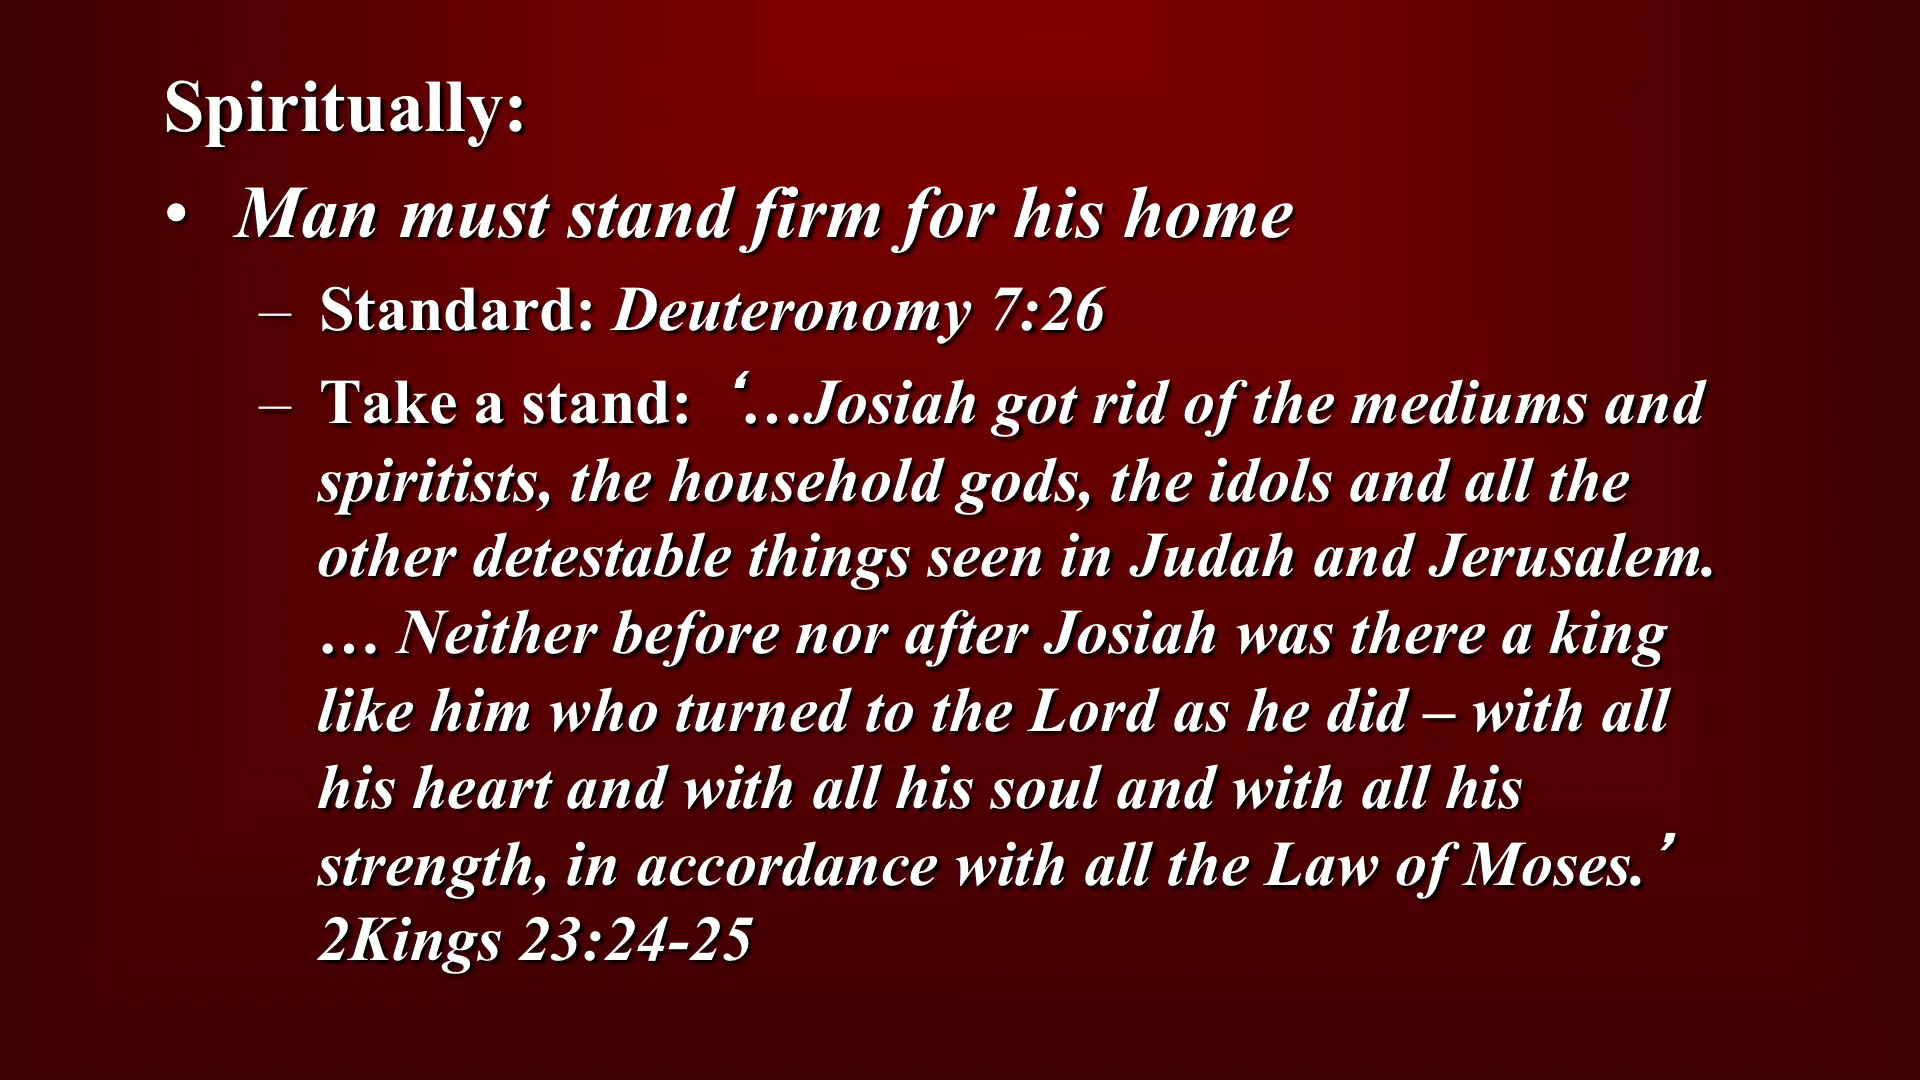 Spiritually:
• Man must stand firm for his home
– Standard: Deuteronomy 7:26
– Take a stand: ‘…Josiah got rid of the mediums and
spiritists, the household gods, the idols and all the
other detestable things seen in Judah and Jerusalem.
… Neither before nor after Josiah was there a king
like him who turned to the Lord as he did – with all
his heart and with all his soul and with all his
strength, in accordance with all the Law of Moses.’
2Kings 23:24-25